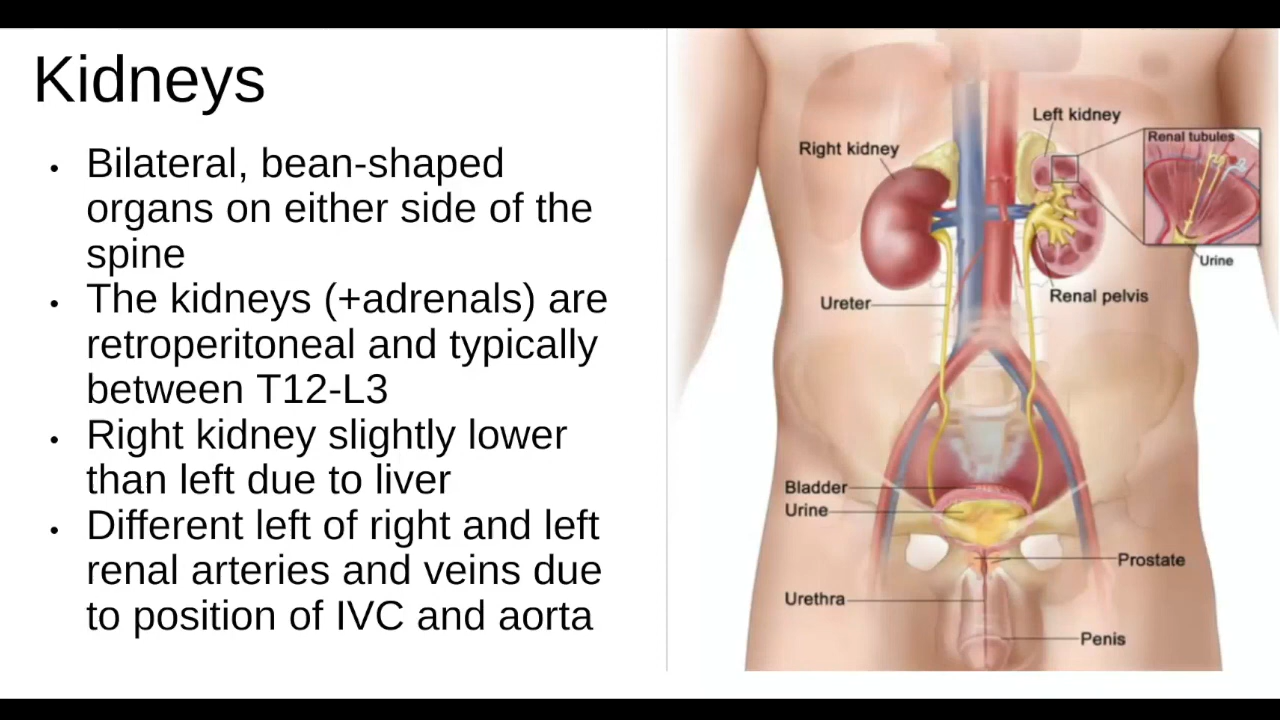 Kidneys
• Bilateral, bean-shaped
organs on either side of the
spine
• The kidneys (+adrenals) are
retroperitoneal and typically
between T12-L3
• Right kidney slightly lower
than left due to liver
• Different left of right and left
renal arteries and veins due
to position of IVC and aorta
Left kidney
Right kidney
Renal tubules
Urine
Ureter
Renal pelvis
Bladder
Urine
Prostate
Urethra
Penis